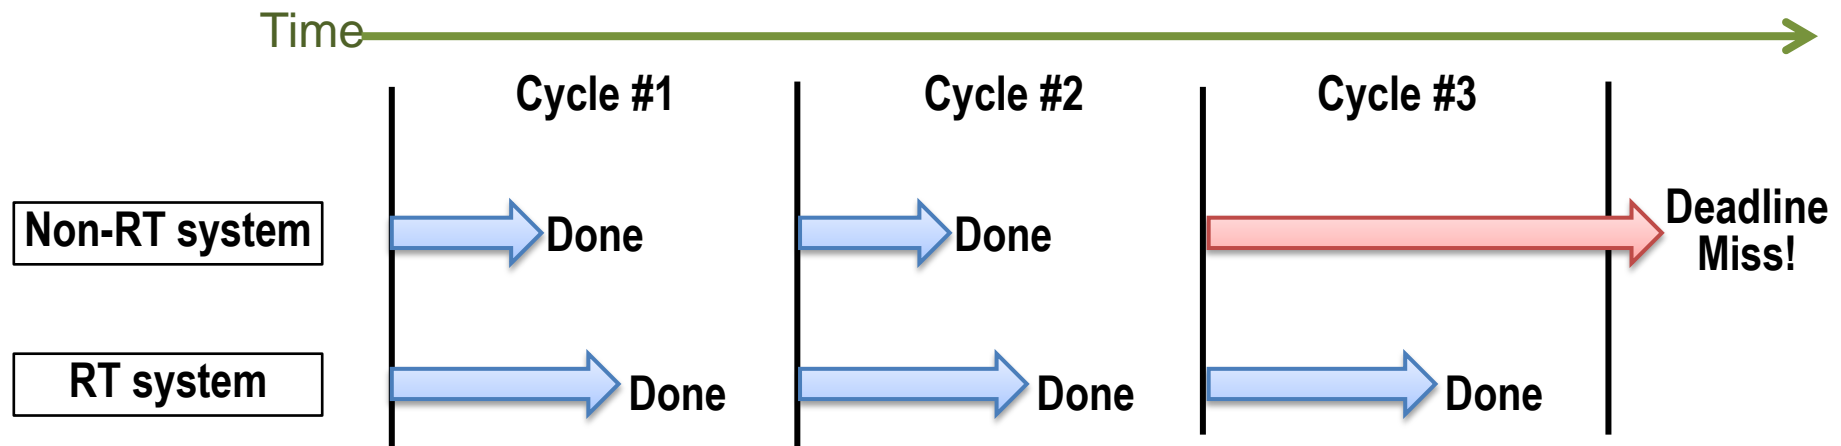 Time
Cycle #1
Cycle #2
Cycle #3
Non-RT system
Done
Done
Deadline
Miss!
RT system
Done
Done
Done